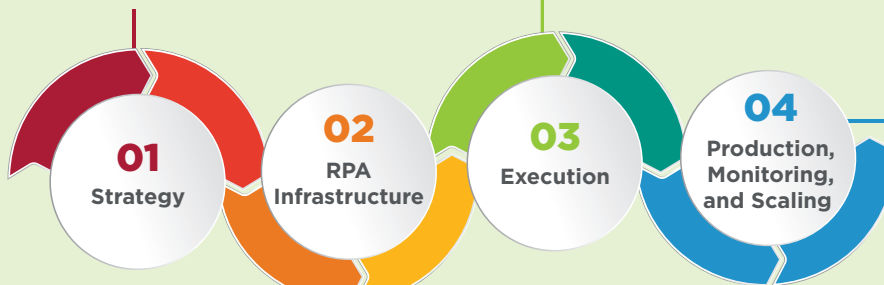 01
Strategy
02
RPA
Infrastructure
03
Execution
04
Production,
Monitoring,
and Scaling